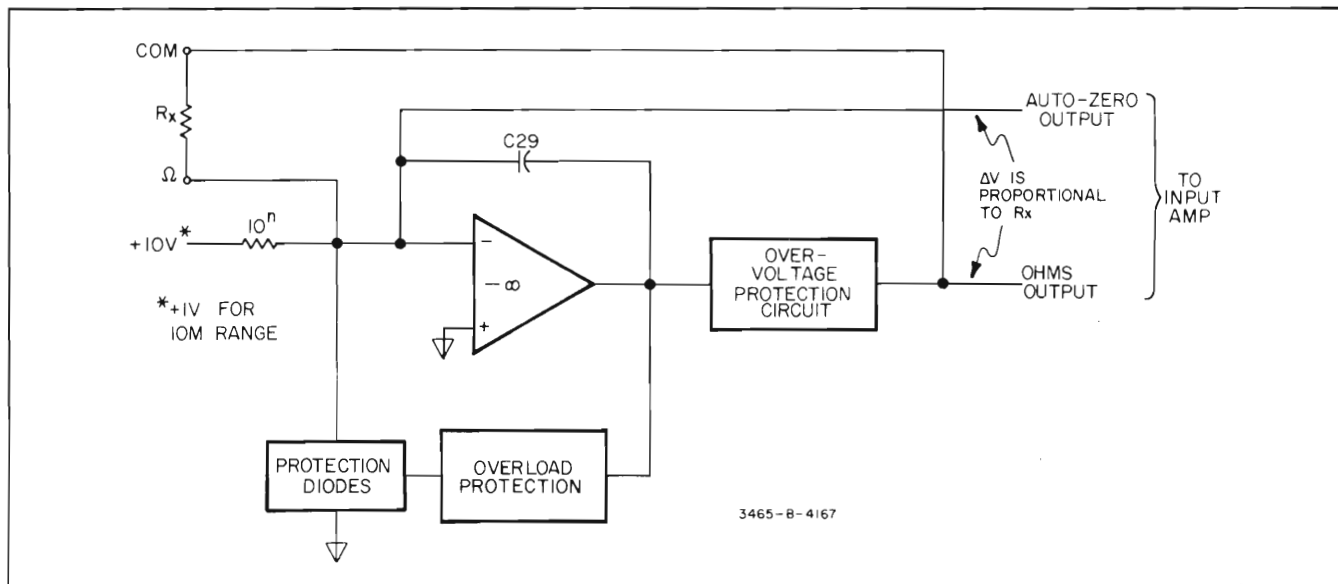 COM
Rx
Ω
+10V*
10ⁿ
*+1V FOR
10M RANGE
C29
-
-∞
+
OVER-
VOLTAGE
PROTECTION
CIRCUIT
AUTO-ZERO
OUTPUT
ΔV IS
PROPORTIONAL
TO Rx
OHMS
OUTPUT
TO
INPUT
AMP
PROTECTION
DIODES
OVERLOAD
PROTECTION
3465-B-4167